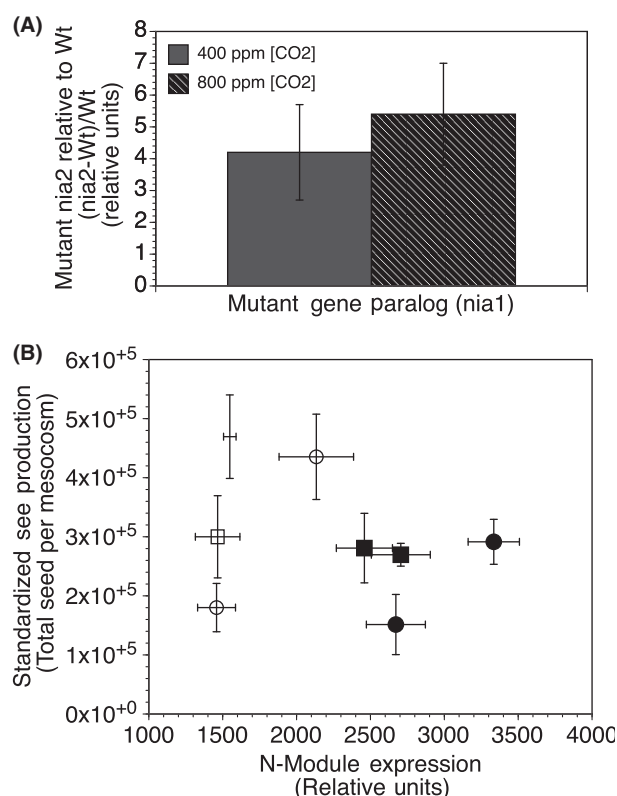 (A)
Mutant nia2 relative to Wt
(nia2-Wt)/Wt
(relative units)
8
7
6
5
4
3
2
1
0
400 ppm [CO2]
800 ppm [CO2]
Mutant gene paralog (nia1)
(B)
Standardized see production
(Total seed per mesocosm)
6x10+5
5x10+5
4x10+5
3x10+5
2x10+5
1x10+5
0x10+0
1000 1500 2000 2500 3000 3500 4000
N-Module expression
(Relative units)